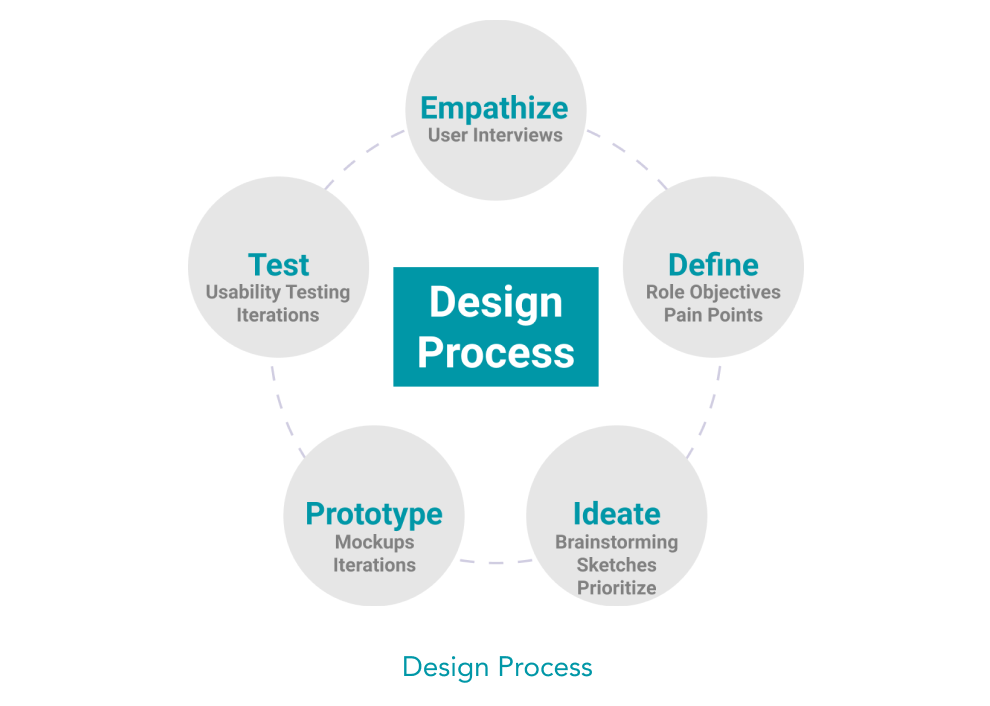 Empathize
User Interviews
Test
Usability Testing
Iterations
Define
Role Objectives
Pain Points
Design
Process
Prototype
Mockups
Iterations
Ideate
Brainstorming
Sketches
Prioritize
Design Process